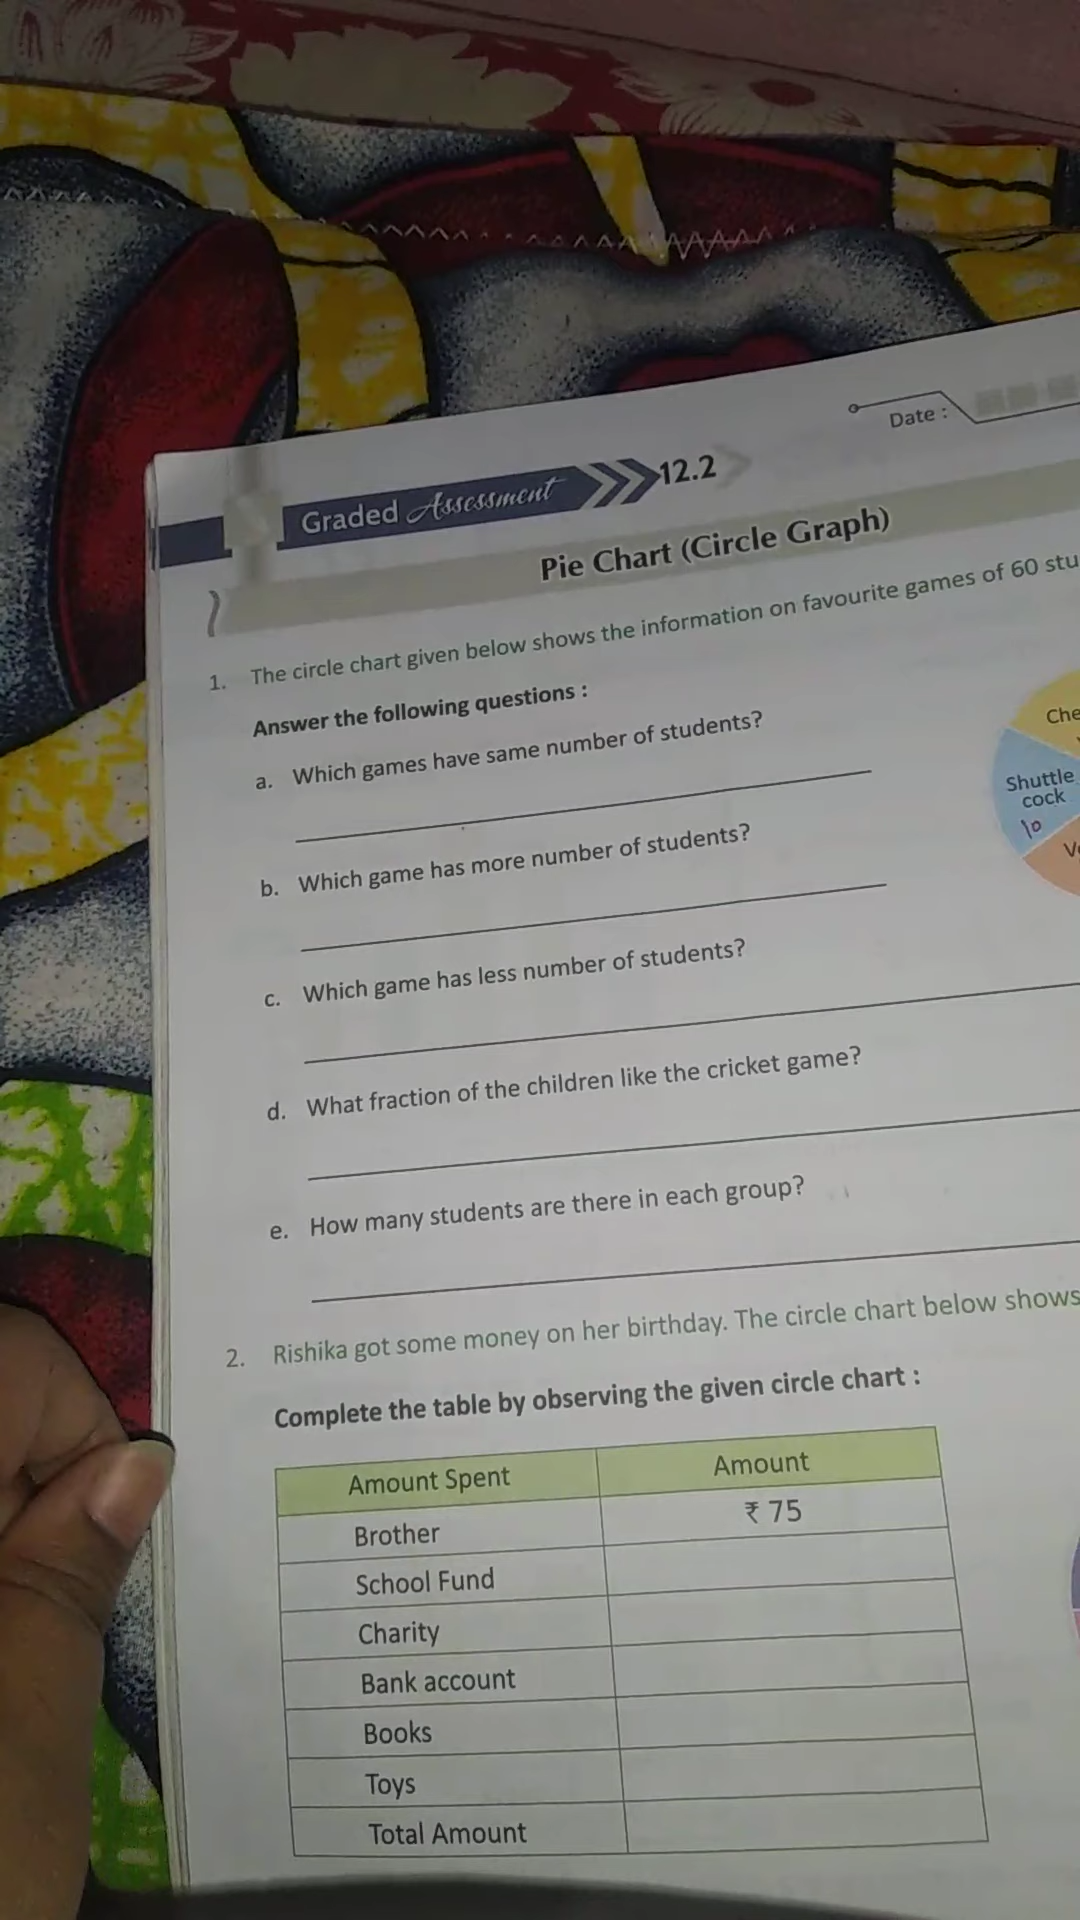 Date :
Graded Assessment 12.2
Pie Chart (Circle Graph)
1. The circle chart given below shows the information on favourite games of 60
Answer the following questions :
a. Which games have same number of students?
Shuttle
cock
10
b. Which game has more number of students?
c. Which game has less number of students?
d. What fraction of the children like the cricket game?
e. How many students are there in each group?
2. Rishika got some money on her birthday. The circle chart below shows
Complete the table by observing the given circle chart :
Amount Spent Amount
Brother ₹ 75
School Fund
Charity
Bank account
Books
Toys
Total Amount